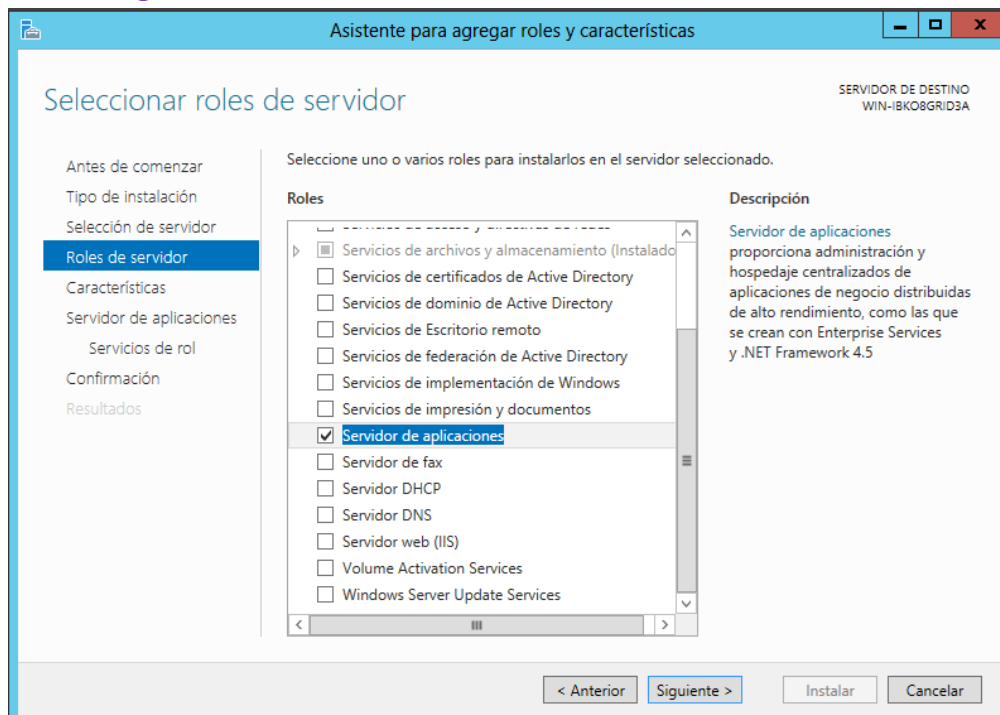 Asistente para agregar roles y características
Seleccionar roles de servidor
SERVIDOR DE DESTINO
WIN-IBKO8GRID3A
Antes de comenzar
Tipo de instalación
Selección de servidor
Roles de servidor
Características
Servidor de aplicaciones
Servicios de rol
Confirmación
Resultados
Seleccione uno o varios roles para instalarlos en el servidor seleccionado.
Roles
Servicios de archivos y almacenamiento (Instalado
Servicios de certificados de Active Directory
Servicios de dominio de Active Directory
Servicios de Escritorio remoto
Servicios de federación de Active Directory
Servicios de implementación de Windows
Servicios de impresión y documentos
Servidor de aplicaciones
Servidor de fax
Servidor DHCP
Servidor DNS
Servidor web (IIS)
Volume Activation Services
Windows Server Update Services
Descripción
Servidor de aplicaciones
proporciona administración y
hospedaje centralizados de
aplicaciones de negocio distribuidas
de alto rendimiento, como las que
se crean con Enterprise Services
y .NET Framework 4.5
< Anterior
Siguiente >
Instalar
Cancelar